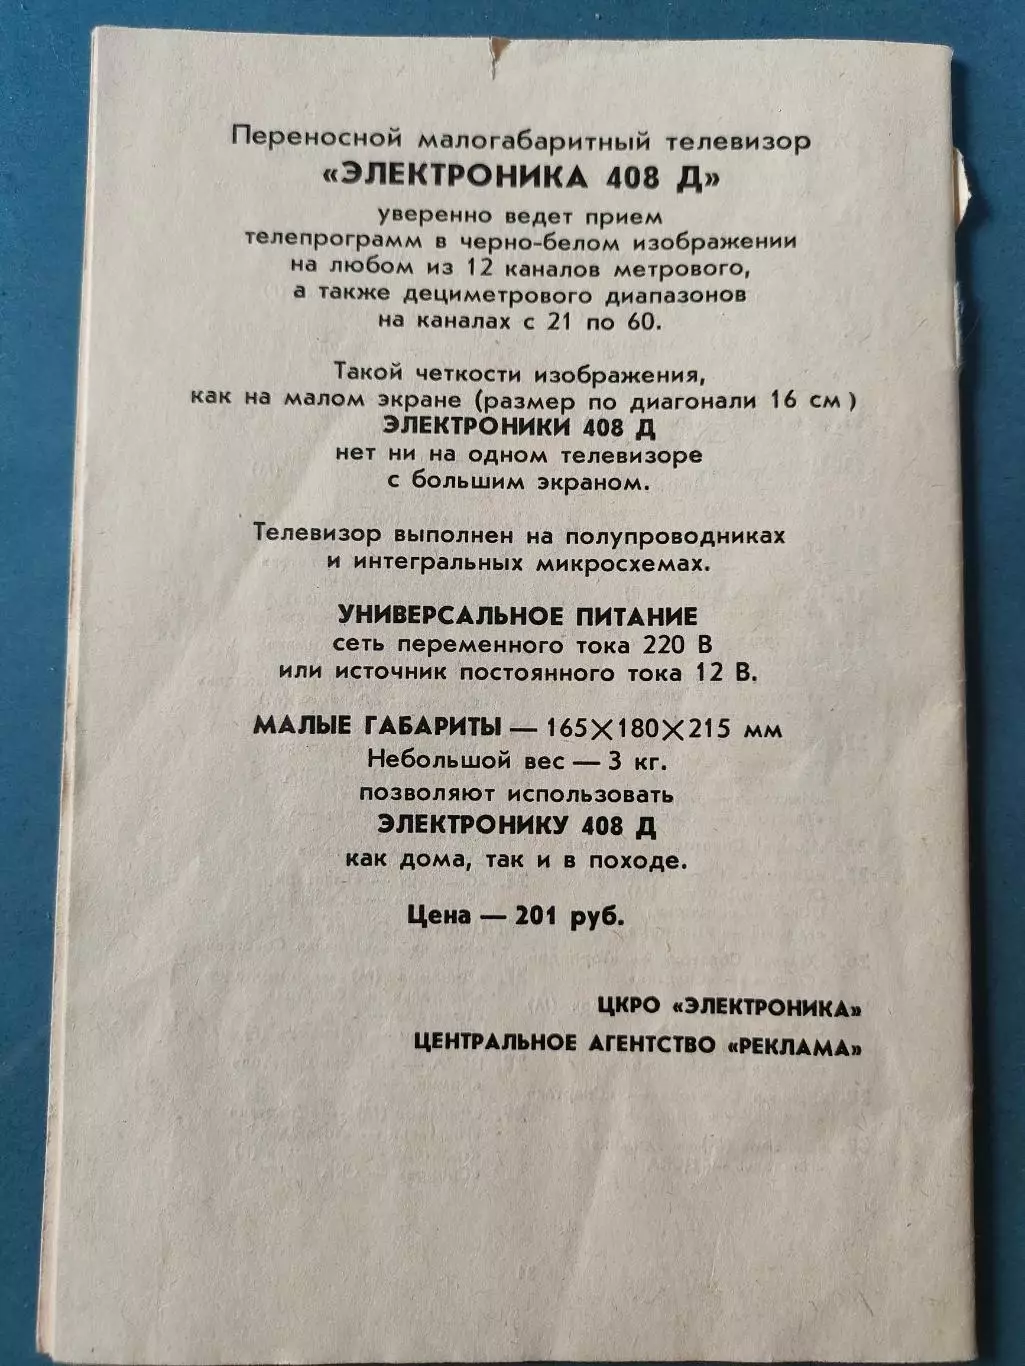 Переносной малогабаритный телевизор
«ЭЛЕКТРОНИКА 408 Д»
уверенно ведет прием
телепрограмм в черно-белом изображении
на любом из 12 каналов метрового,
а также дециметрового диапазонов
на каналах с 21 по 60.
Такой четкости изображения,
как на малом экране (размер по диагонали 16 см )
ЭЛЕКТРОНИКИ 408 Д
нет ни на одном телевизоре
с большим экраном.
Телевизор выполнен на полупроводниках
и интегральных микросхемах.
УНИВЕРСАЛЬНОЕ ПИТАНИЕ
сеть переменного тока 220 В
или источник постоянного тока 12 В.
МАЛЫЕ ГАБАРИТЫ — 165×180×215 мм
Небольшой вес — 3 кг.
позволяют использовать
ЭЛЕКТРОНИКУ 408 Д
как дома, так и в походе.
Цена — 201 руб.
ЦКРО «ЭЛЕКТРОНИКА»
ЦЕНТРАЛЬНОЕ АГЕНТСТВО «РЕКЛАМА»